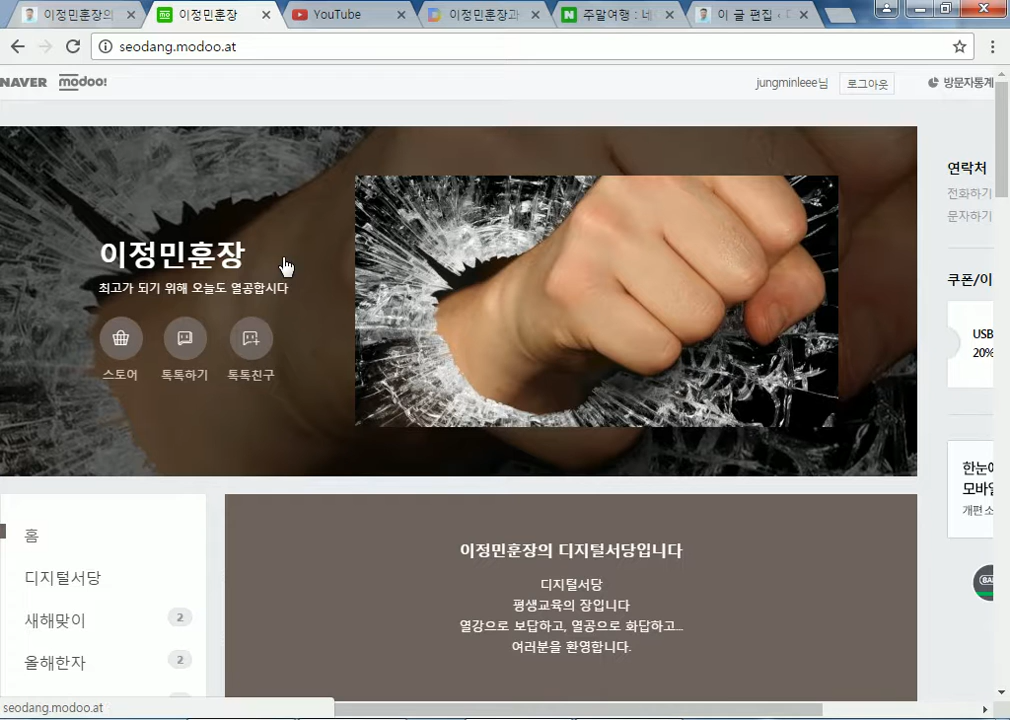 이정민훈장의
이정민훈장
YouTube
이정민훈장과
주말여행 : 네
이 글 편집
seodang.modoo.at
NAVER modoo!
jungminleee님
로그아웃
방문자통계
이정민훈장
최고가 되기 위해 오늘도 열공합시다
스토어
톡톡하기
톡톡친구
연락처
전화하기
문자하기
쿠폰/이
USB
20%
한눈에
모바일
개편 소
홈
디지털서당
새해맞이 2
올해한자 2
이정민훈장의 디지털서당입니다
디지털서당
평생교육의 장입니다
열강으로 보답하고, 열공으로 화답하고...
여러분을 환영합니다.
seodang.modoo.at